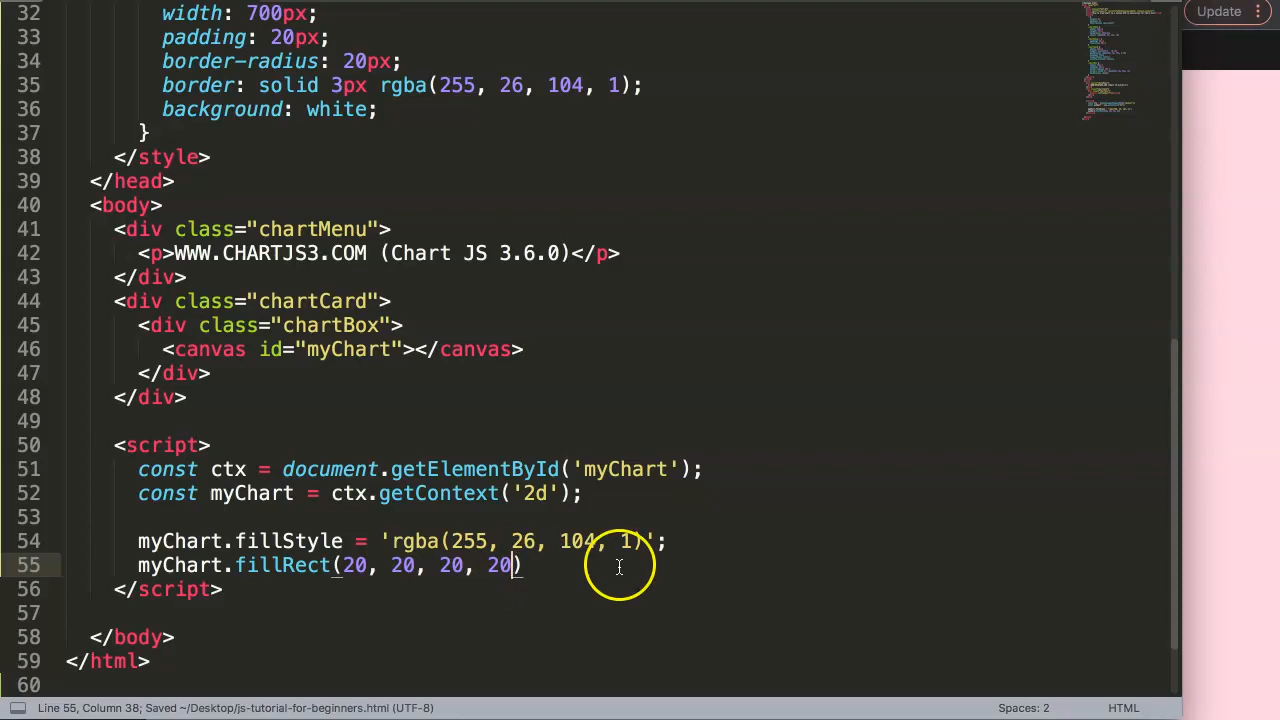 Update
32 width: 700px;
33 padding: 20px;
34 border-radius: 20px;
35 border: solid 3px rgba(255, 26, 104, 1);
36 background: white;
37 }
38 </style>
39 </head>
40 <body>
41 <div class="chartMenu">
42 <p>WWW.CHARTJS3.COM (Chart JS 3.6.0)</p>
43 </div>
44 <div class="chartCard">
45 <div class="chartBox">
46 <canvas id="myChart"></canvas>
47 </div>
48 </div>
49
50 <script>
51 const ctx = document.getElementById('myChart');
52 const myChart = ctx.getContext('2d');
53
54 myChart.fillStyle = 'rgba(255, 26, 104, 1)';
55 myChart.fillRect(20, 20, 20, 20)
56 </script>
57
58 </body>
59 </html>
60
Line 55, Column 38; Saved ~/Desktop/js-tutorial-for-beginners.html (UTF-8) Spaces: 2 HTML